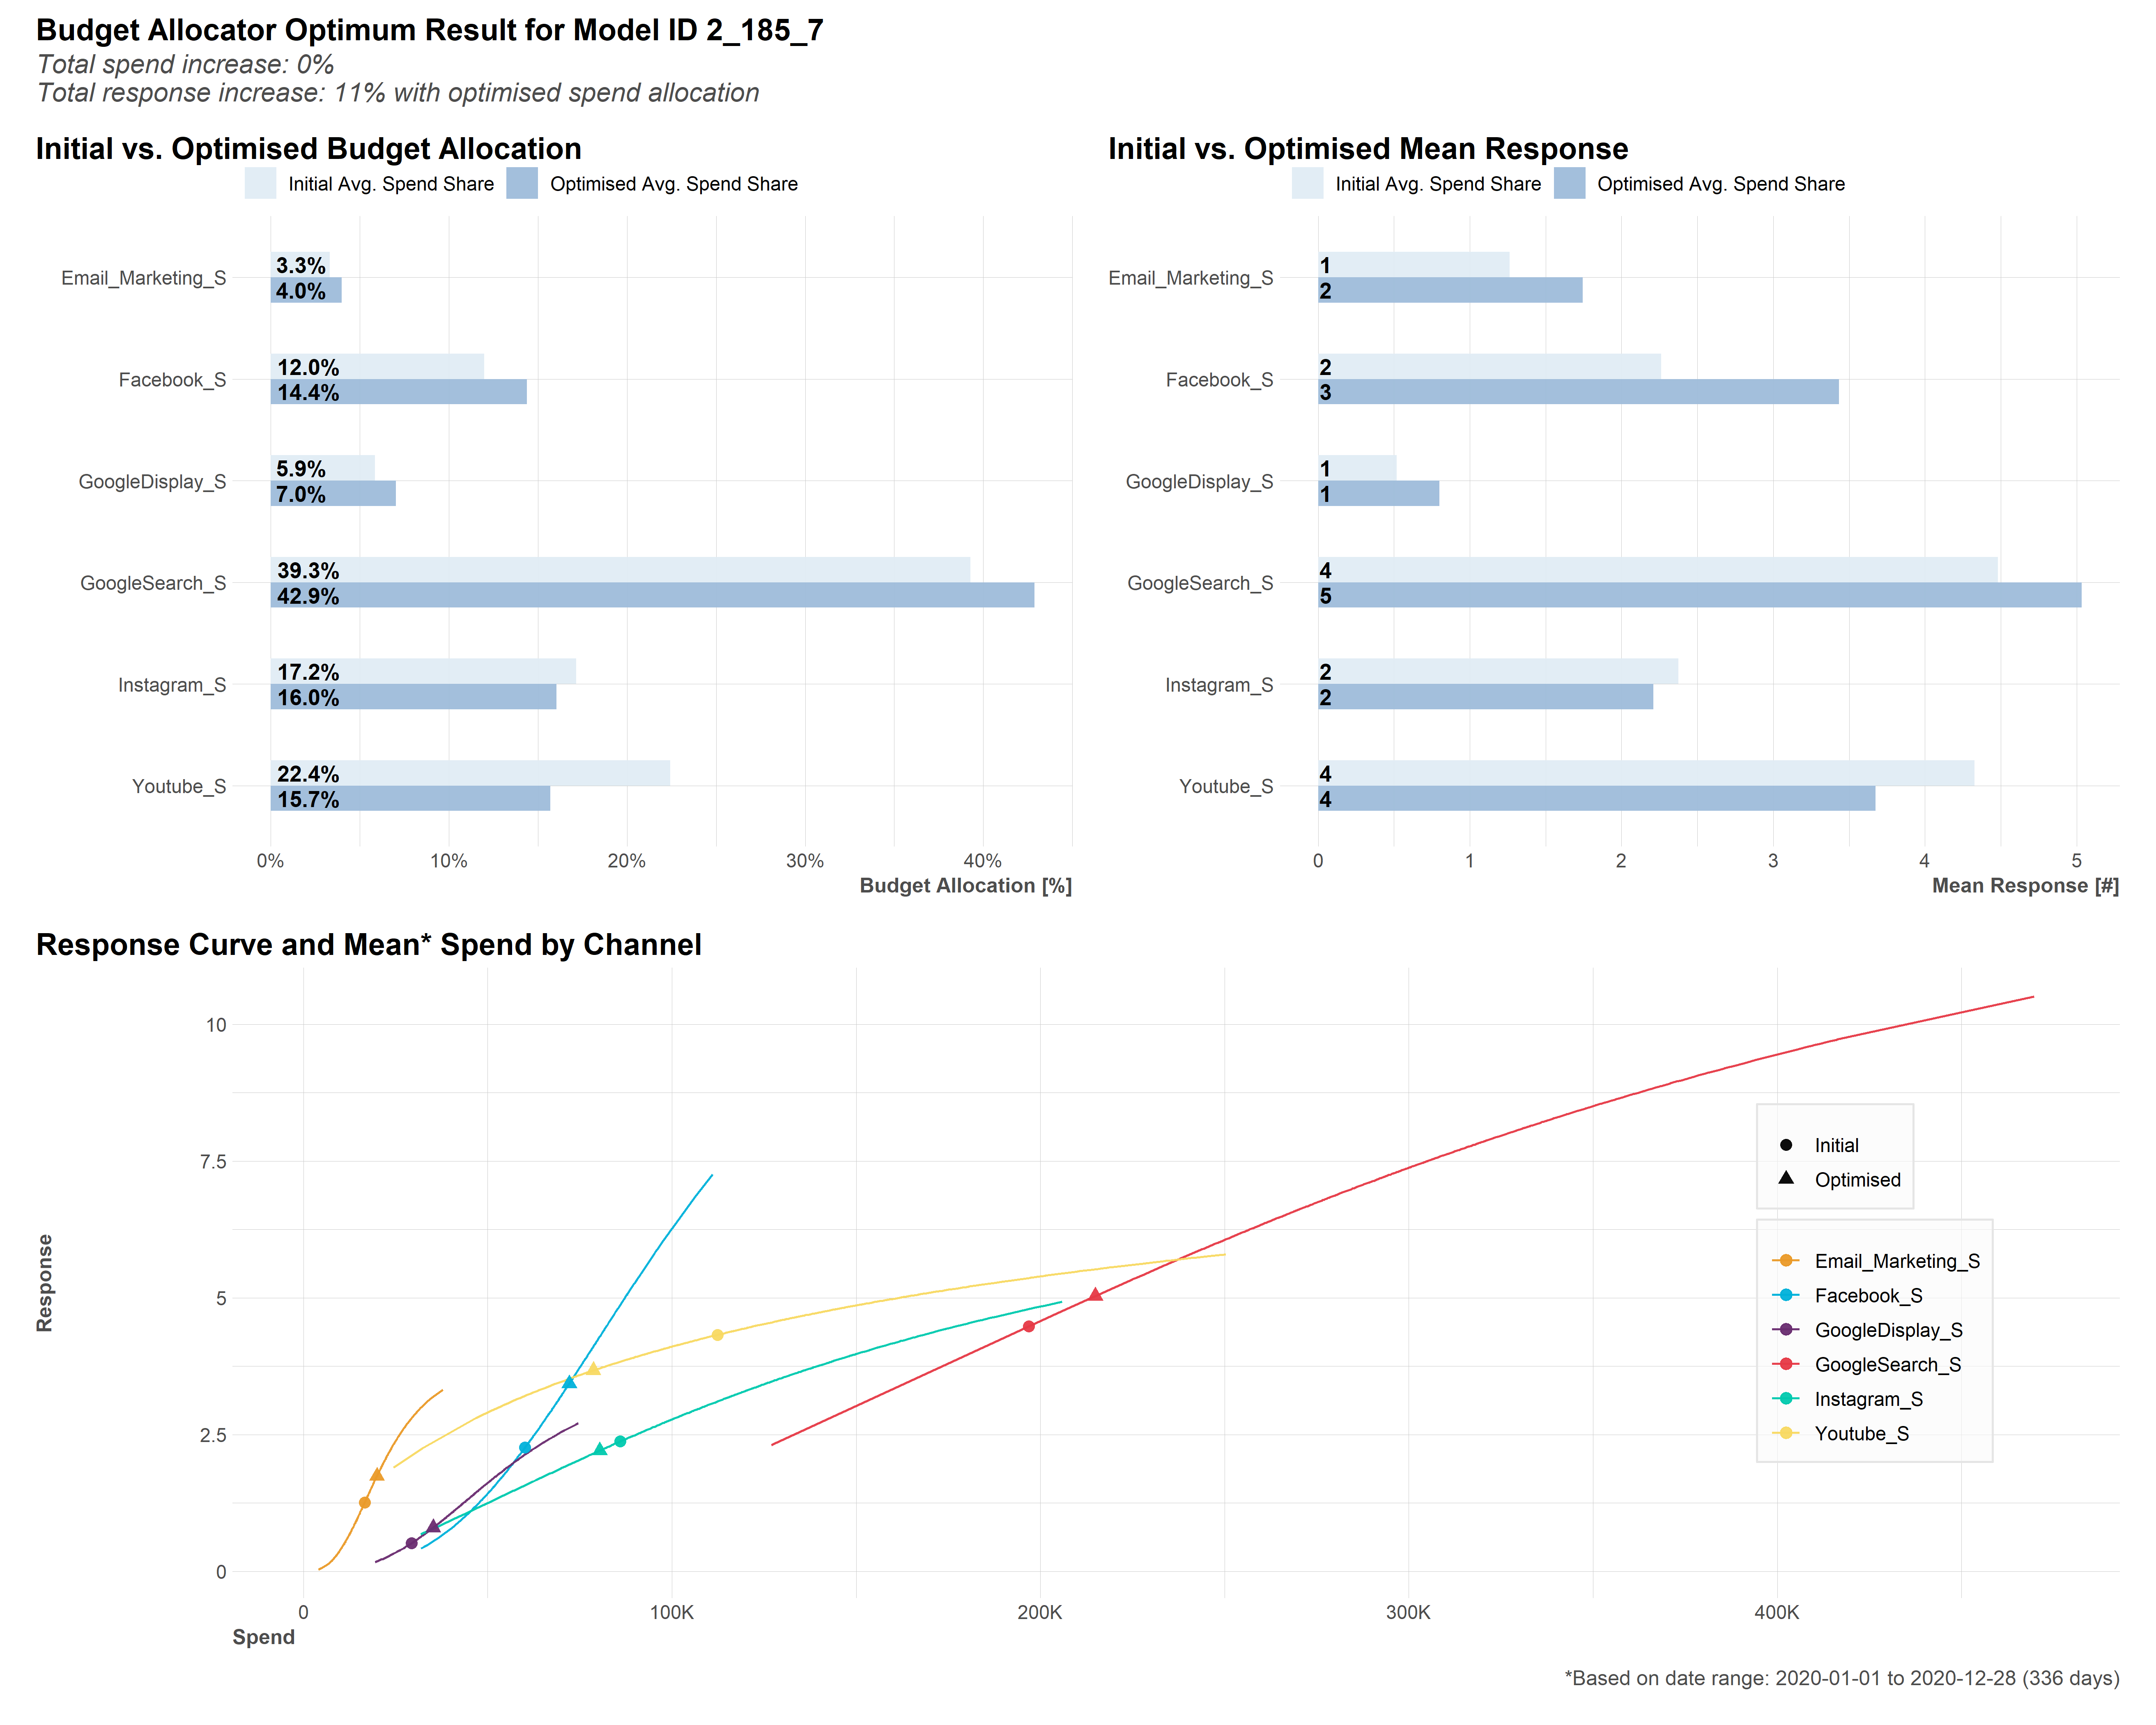 Budget Allocator Optimum Result for Model ID 2_185_7
Total spend increase: 0%
Total response increase: 11% with optimised spend allocation
Initial vs. Optimised Budget Allocation
Initial Avg. Spend Share Optimised Avg. Spend Share
Email_Marketing_S 3.3%
4.0%
Facebook_S 12.0%
14.4%
GoogleDisplay_S 5.9%
7.0%
GoogleSearch_S 39.3%
42.9%
Instagram_S 17.2%
16.0%
Youtube_S 22.4%
15.7%
0% 10% 20% 30% 40%
Budget Allocation [%]
Initial vs. Optimised Mean Response
Initial Avg. Spend Share Optimised Avg. Spend Share
Email_Marketing_S 1
2
Facebook_S 2
3
GoogleDisplay_S 1
1
GoogleSearch_S 4
5
Instagram_S 2
2
Youtube_S 4
4
0 1 2 3 4 5
Mean Response [#]
Response Curve and Mean* Spend by Channel
Response
10
7.5
5
2.5
0
Initial
Optimised
Email_Marketing_S
Facebook_S
GoogleDisplay_S
GoogleSearch_S
Instagram_S
Youtube_S
0 100K 200K 300K 400K
Spend
*Based on date range: 2020-01-01 to 2020-12-28 (336 days)